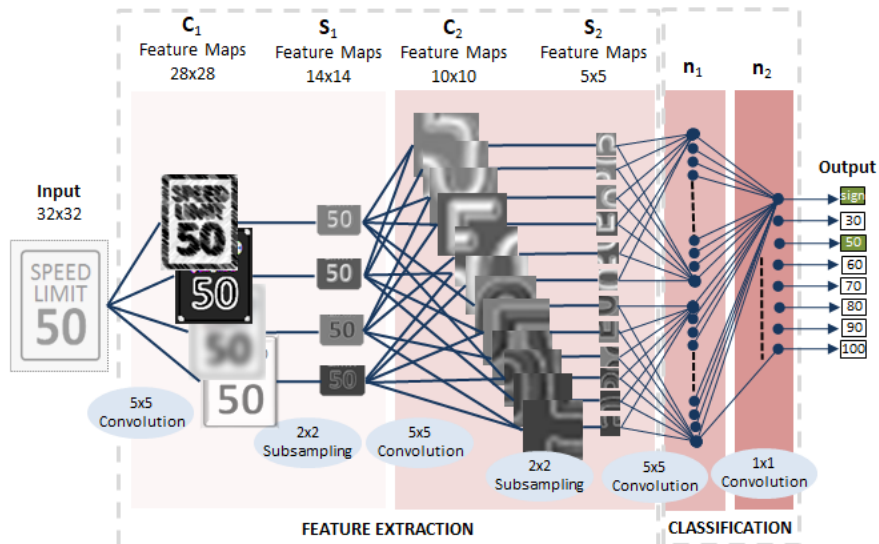 C1
Feature Maps
28x28
S1
Feature Maps
14x14
C2
Feature Maps
10x10
S2
Feature Maps
5x5
n1
n2
Input
32x32
SPEED
LIMIT
50
SPEED
LIMIT
50
50
50
50
50
50
50
50
Output
sign
30
50
60
70
80
90
100
5x5
Convolution
2x2
Subsampling
5x5
Convolution
2x2
Subsampling
5x5
Convolution
1x1
Convolution
FEATURE EXTRACTION
CLASSIFICATION